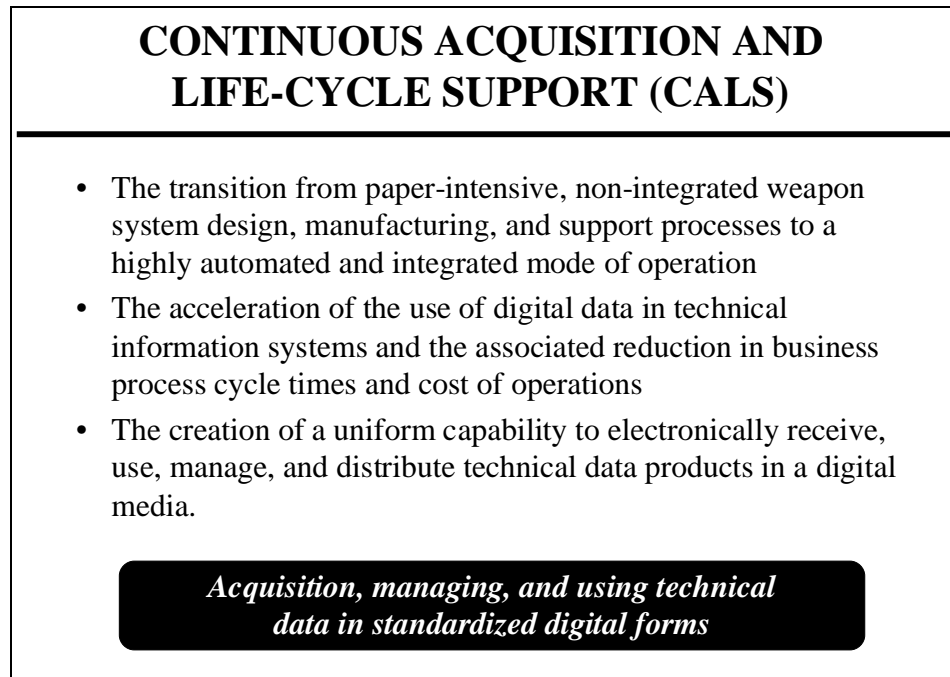 CONTINUOUS ACQUISITION AND
LIFE-CYCLE SUPPORT (CALS)
• The transition from paper-intensive, non-integrated weapon
system design, manufacturing, and support processes to a
highly automated and integrated mode of operation
• The acceleration of the use of digital data in technical
information systems and the associated reduction in business
process cycle times and cost of operations
• The creation of a uniform capability to electronically receive,
use, manage, and distribute technical data products in a digital
media.
Acquisition, managing, and using technical
data in standardized digital forms